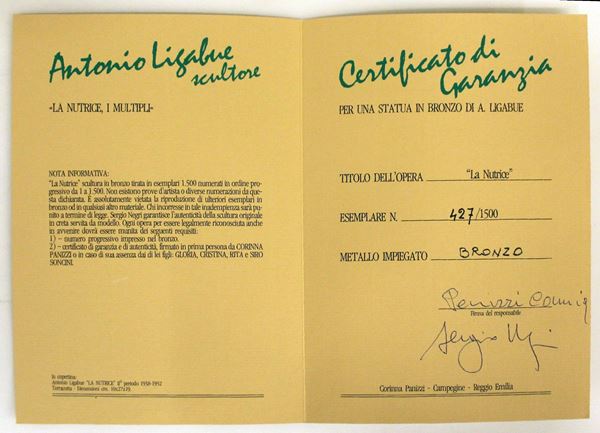 Antonio Ligabue
scultore
«LA NUTRICE, I MULTIPLI»
NOTA INFORMATIVA:
"La Nutrice" scultura in bronzo tirata in esemplari 1.500 numerati in ordine pro-
gressivo da 1 a 1.500. Non esistono prove d'artista o diverse numerazioni da que-
sta dichiarata. È assolutamente vietata la riproduzione di ulteriori esemplari in
bronzo od in qualsiasi altro materiale. Chi incorresse in tale inadempienza sarà pu-
nito a termine di legge. Sergio Negri garantisce l'autenticità della scultura originale
in creta servita da modello. Ogni opera per essere legalmente riconosciuta anche
in avvenire dovrà essere munita dei seguenti requisiti:
1) – numero progressivo impresso nel bronzo.
2) – certificato di garanzia e di autenticità, firmato in prima persona da CORINNA
PANIZZI o in caso di sua assenza dai di lei figli: GLORIA, CRISTINA, RITA e SIRO
SONCINI.
In copertina:
Antonio Ligabue "LA NUTRICE" II° periodo 1938-1952
Terracotta - Dimensioni cm.
Certificato di
Garanzia
PER UNA STATUA IN BRONZO DI A. LIGABUE
TITOLO DELL'OPERA "La Nutrice"
ESEMPLARE N. 427/1500
METALLO IMPIEGATO BRONZO
Firma del responsabile
Sergio
Corinna Panizzi - Campegine - Reggio Emilia